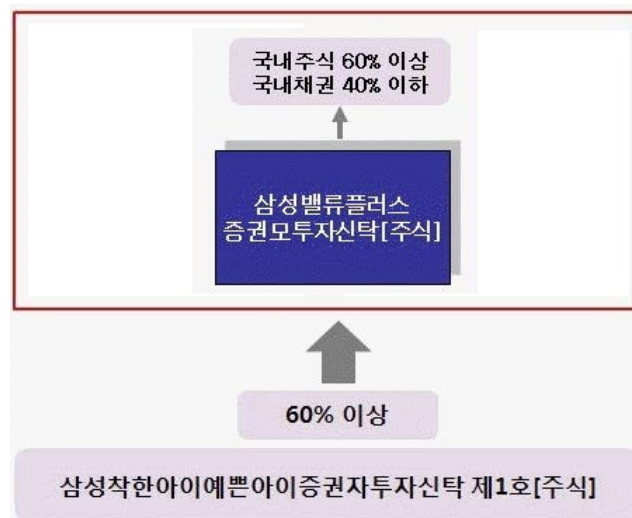 국내주식 60% 이상
국내채권 40% 이하
삼성밸류플러스
증권모투자신탁[주식]
60% 이상
삼성착한아이예쁜아이증권자투자신탁 제1호[주식]